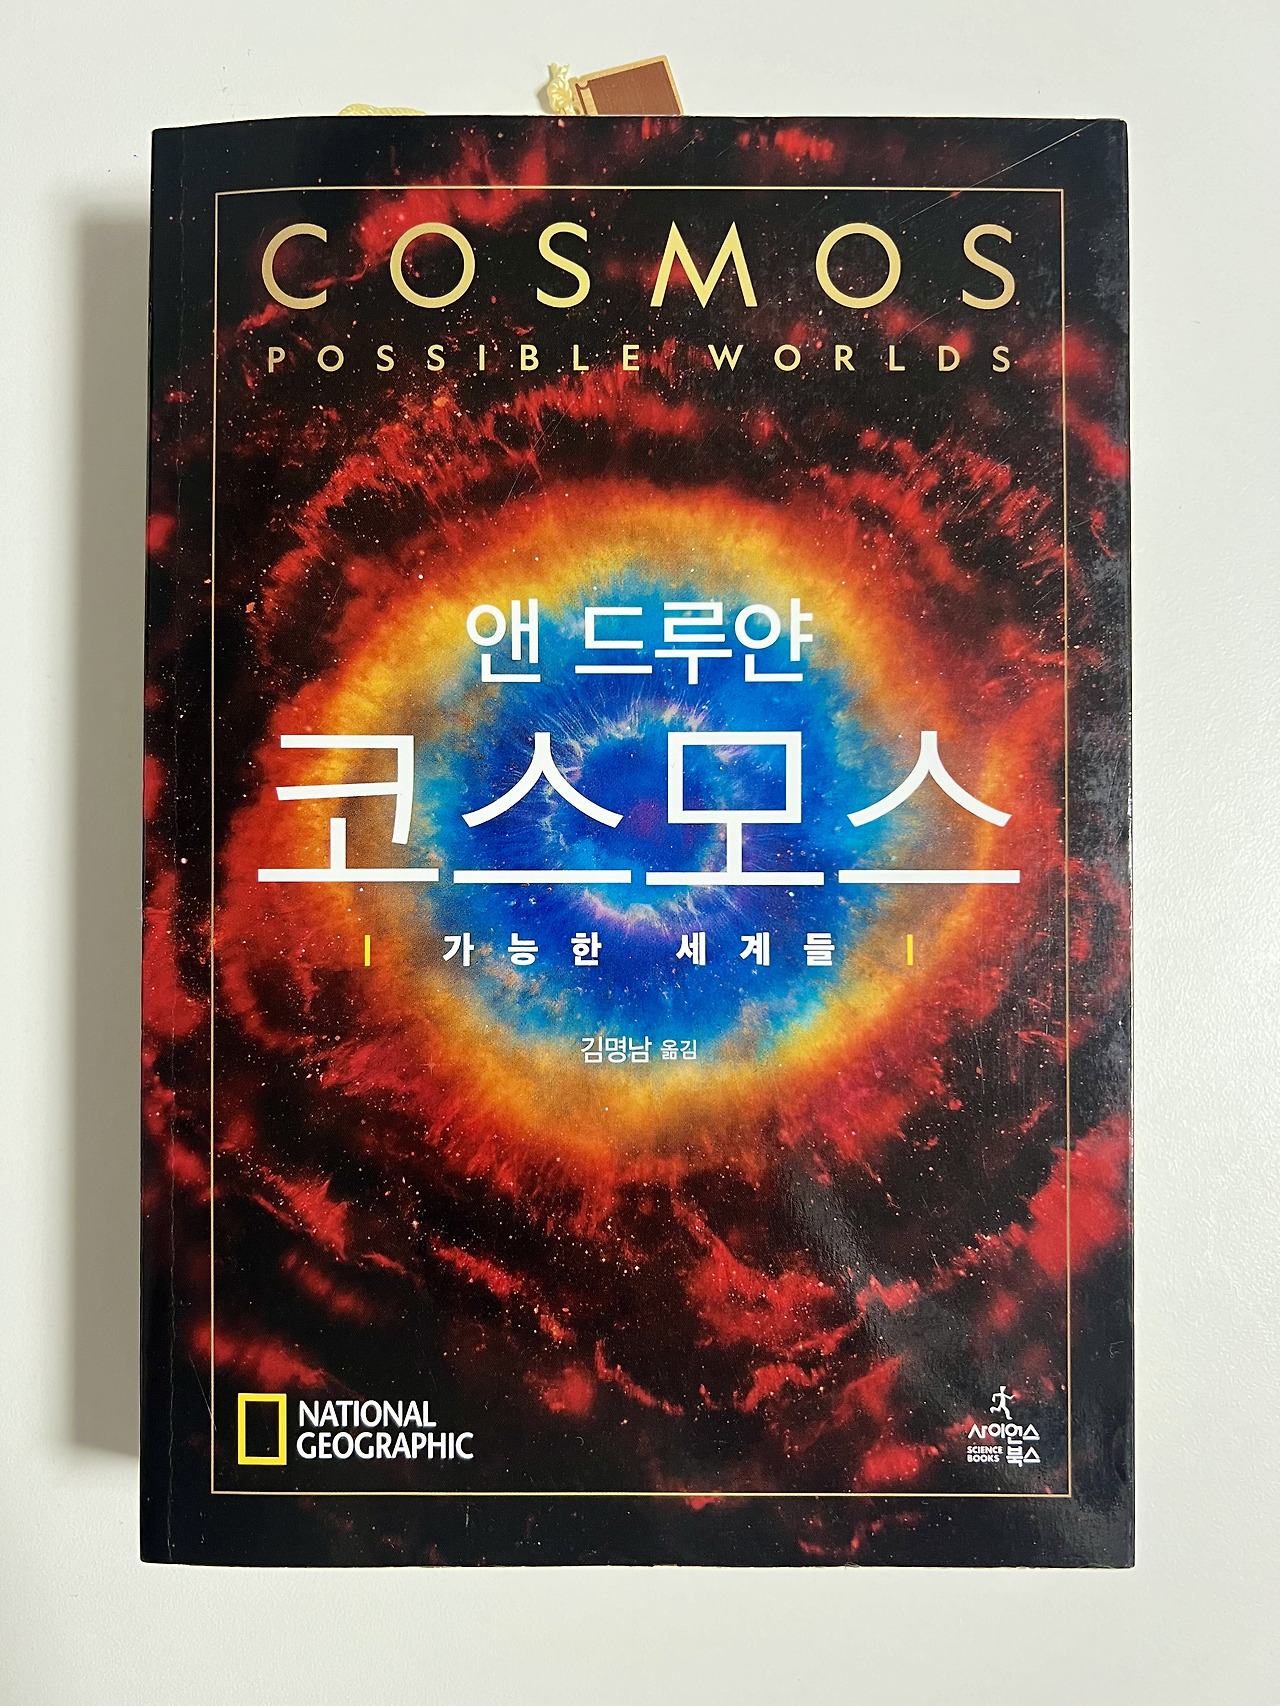 COSMOS
POSSIBLE WORLDS
앤 드루얀
코스모스
가능한 세계들
김명남 옮김
NATIONAL
GEOGRAPHIC
사이언스
SCIENCE
BOOKS
북스